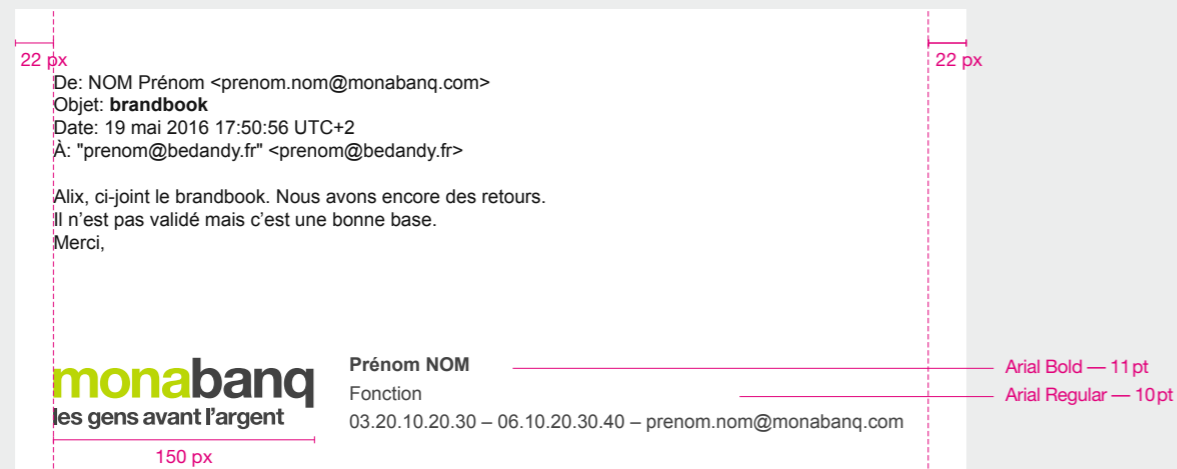 22 px
22 px
De: NOM Prénom <prenom.nom@monabanq.com>
Objet: brandbook
Date: 19 mai 2016 17:50:56 UTC+2
À: "prenom@bedandy.fr" <prenom@bedandy.fr>
Alix, ci-joint le brandbook. Nous avons encore des retours.
Il n’est pas validé mais c’est une bonne base.
Merci,
monabanq
les gens avant l’argent
150 px
Prénom NOM
Fonction
03.20.10.20.30 – 06.10.20.30.40 – prenom.nom@monabanq.com
Arial Bold — 11 pt
Arial Regular — 10 pt